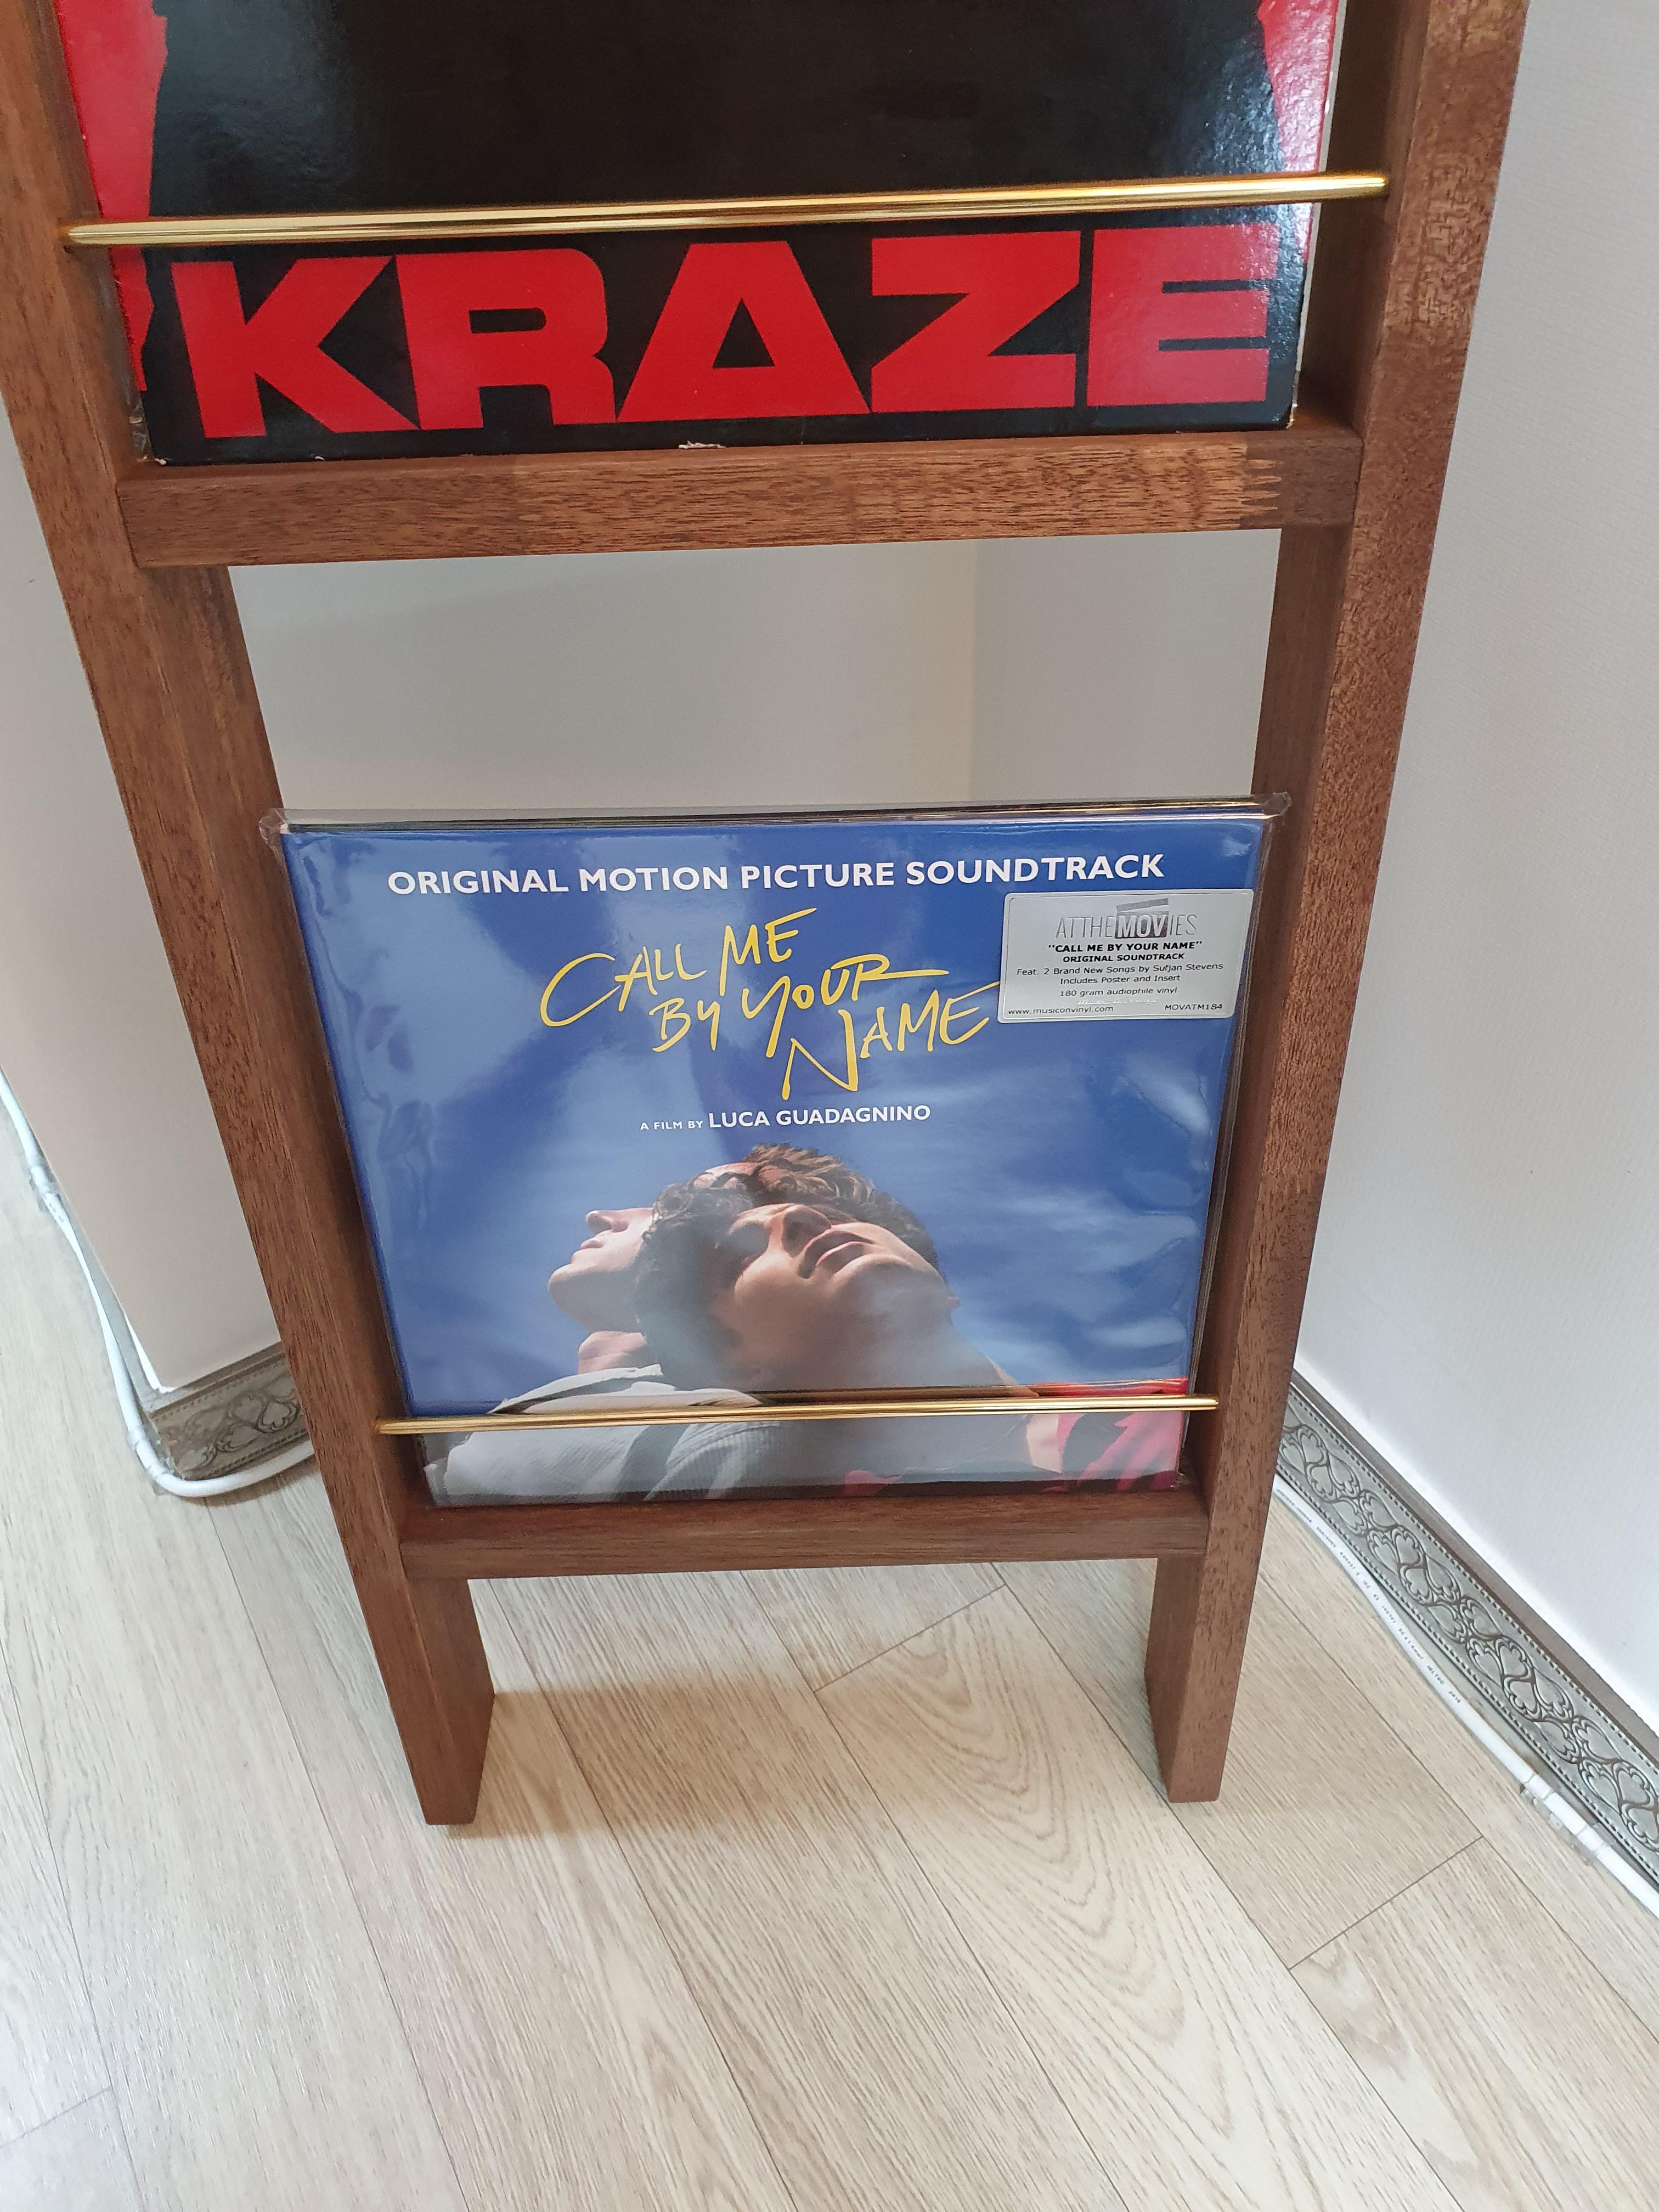 KRAZE
ORIGINAL MOTION PICTURE SOUNDTRACK
CALL ME
BY YOUR
NAME
A FILM BY LUCA GUADAGNINO
ATTHEMOVIES
"CALL ME BY YOUR NAME"
ORIGINAL SOUNDTRACK
Feat. 2 Brand New Songs by Sufjan Stevens
Includes Poster and Insert
180 gram audiophile vinyl
www.musiconvinyl.com MOVATM184